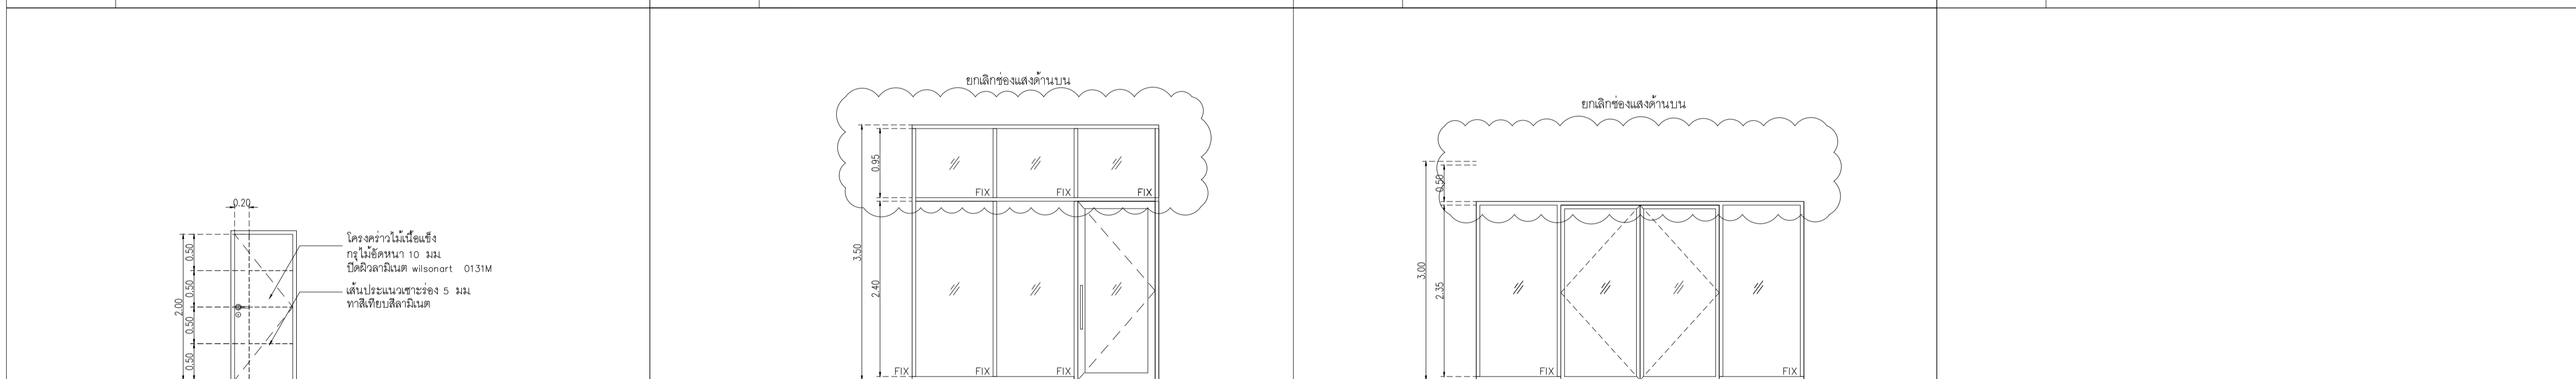 0.20
0.50
0.50
0.50
0.50
2.00
โครงคร่าวไม้เนื้อแข็ง
กรุไม้อัดหนา 10 มม.
ปิดผิวลามิเนต wilsonart 0131M
เส้นประแนวเซาะร่อง 5 มม.
ทาสีเทียบสีลามิเนต
ยกเลิกช่องแสงด้านบน
0.95
3.50
2.40
FIX
FIX
FIX
FIX
FIX
FIX
ยกเลิกช่องแสงด้านบน
0.50
3.00
2.35
FIX
FIX